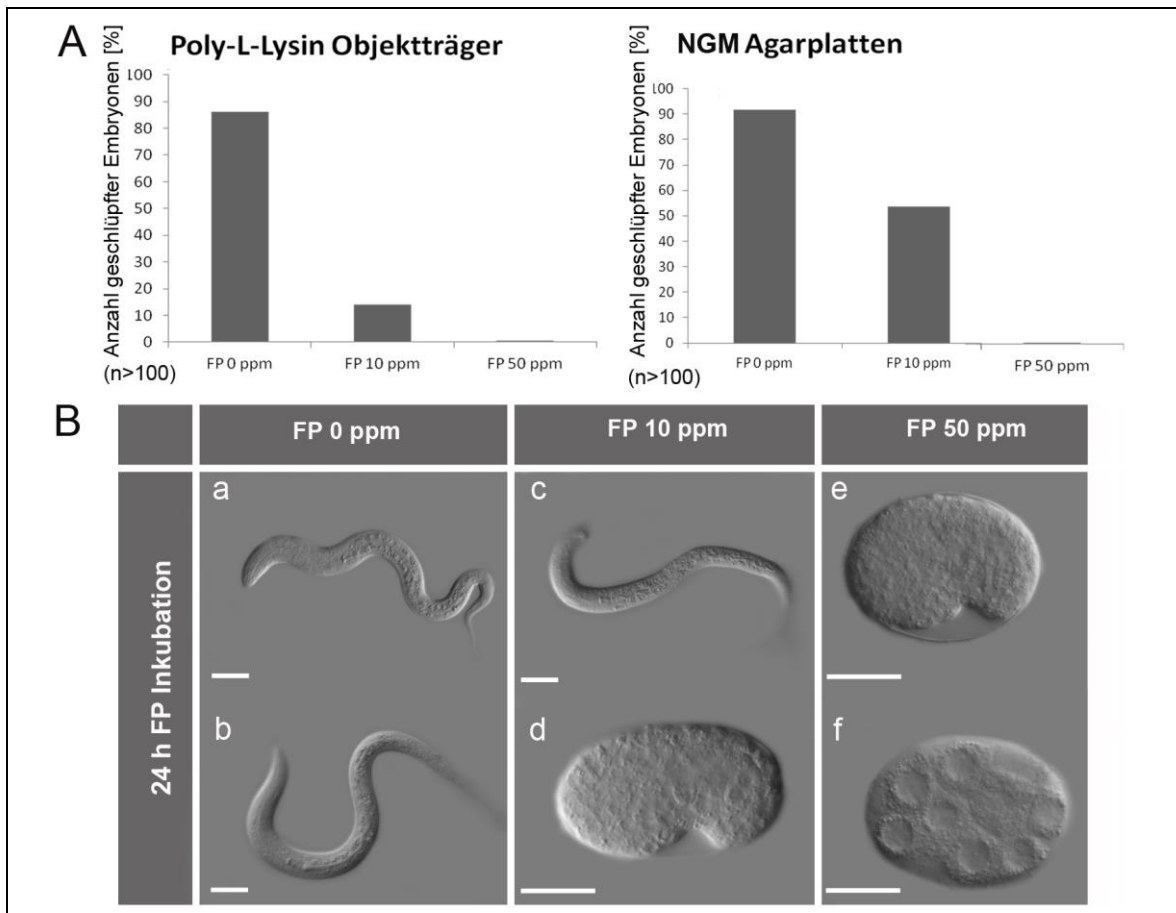 A
Poly-L-Lysin Objektträger
Anzahl geschlüpfter Embryonen [%]
100
90
80
70
60
50
40
30
20
10
0
FP 0 ppm
FP 10 ppm
FP 50 ppm
(n>100)
NGM Agarplatten
Anzahl geschlüpfter Embryonen [%]
100
90
80
70
60
50
40
30
20
10
0
FP 0 ppm
FP 10 ppm
FP 50 ppm
(n>100)
B
FP 0 ppm
FP 10 ppm
FP 50 ppm
24 h FP Inkubation
a
c
e
b
d
f